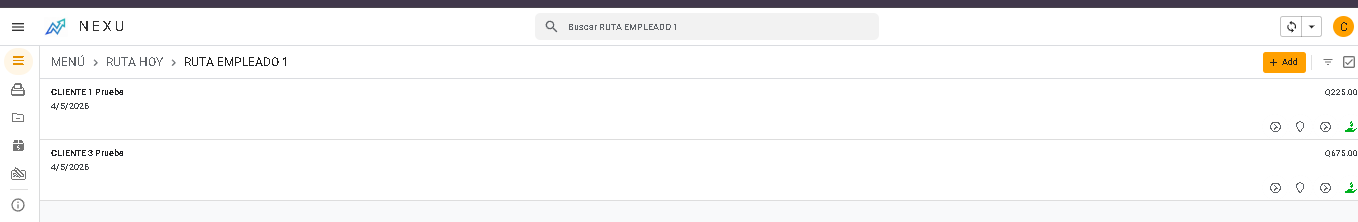 NEXU
Buscar RUTA EMPLEADO 1
C
MENÚ > RUTA HOY > RUTA EMPLEADO 1
+ Add
CLIENTE 1 Prueba
Q225.00
4/5/2026
CLIENTE 3 Prueba
Q675.00
4/5/2026